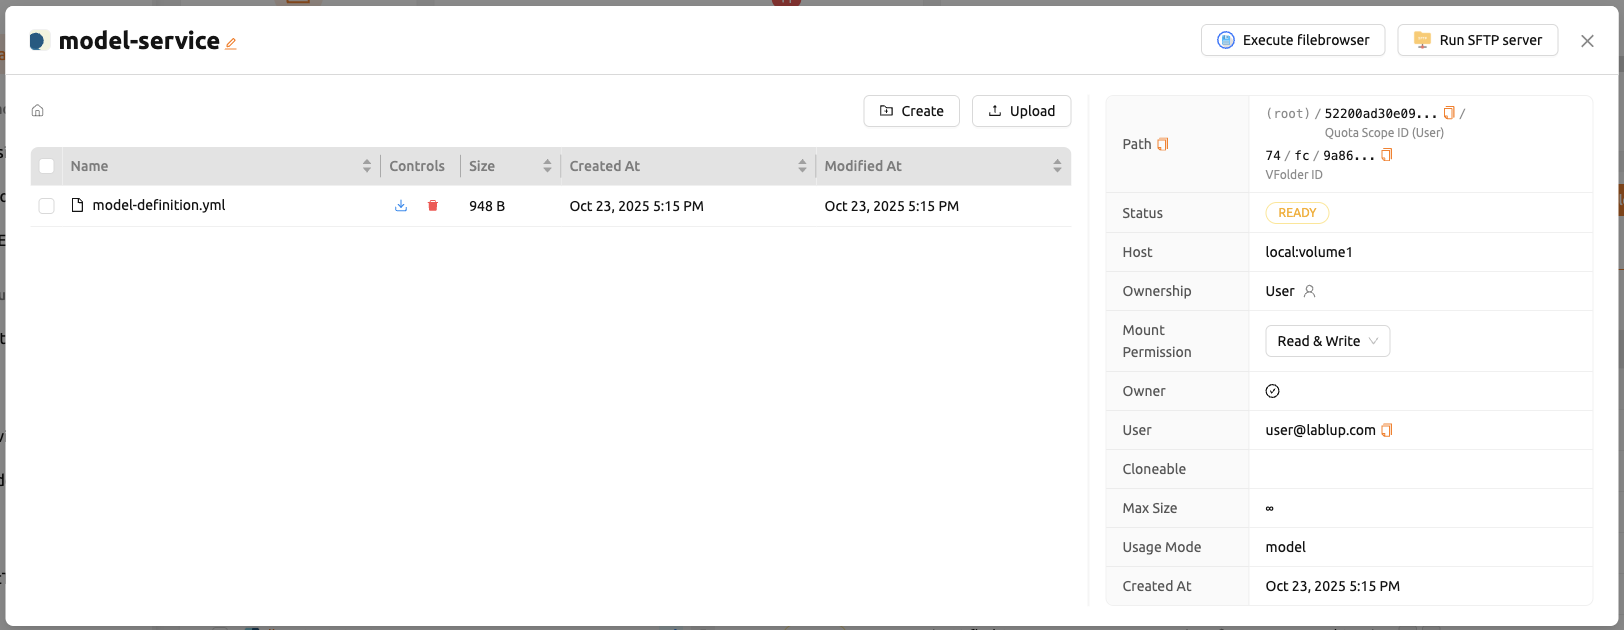 model-service
Execute filebrowser
Run SFTP server
Create
Upload
Name Controls Size Created At Modified At
model-definition.yml 948 B Oct 23, 2025 5:15 PM Oct 23, 2025 5:15 PM
Path (root) / 52200ad30e09... /
Quota Scope ID (User)
74 / fc / 9a86...
VFolder ID
Status READY
Host local:volume1
Ownership User
Mount Permission Read & Write
Owner
User user@lablup.com
Cloneable
Max Size ∞
Usage Mode model
Created At Oct 23, 2025 5:15 PM